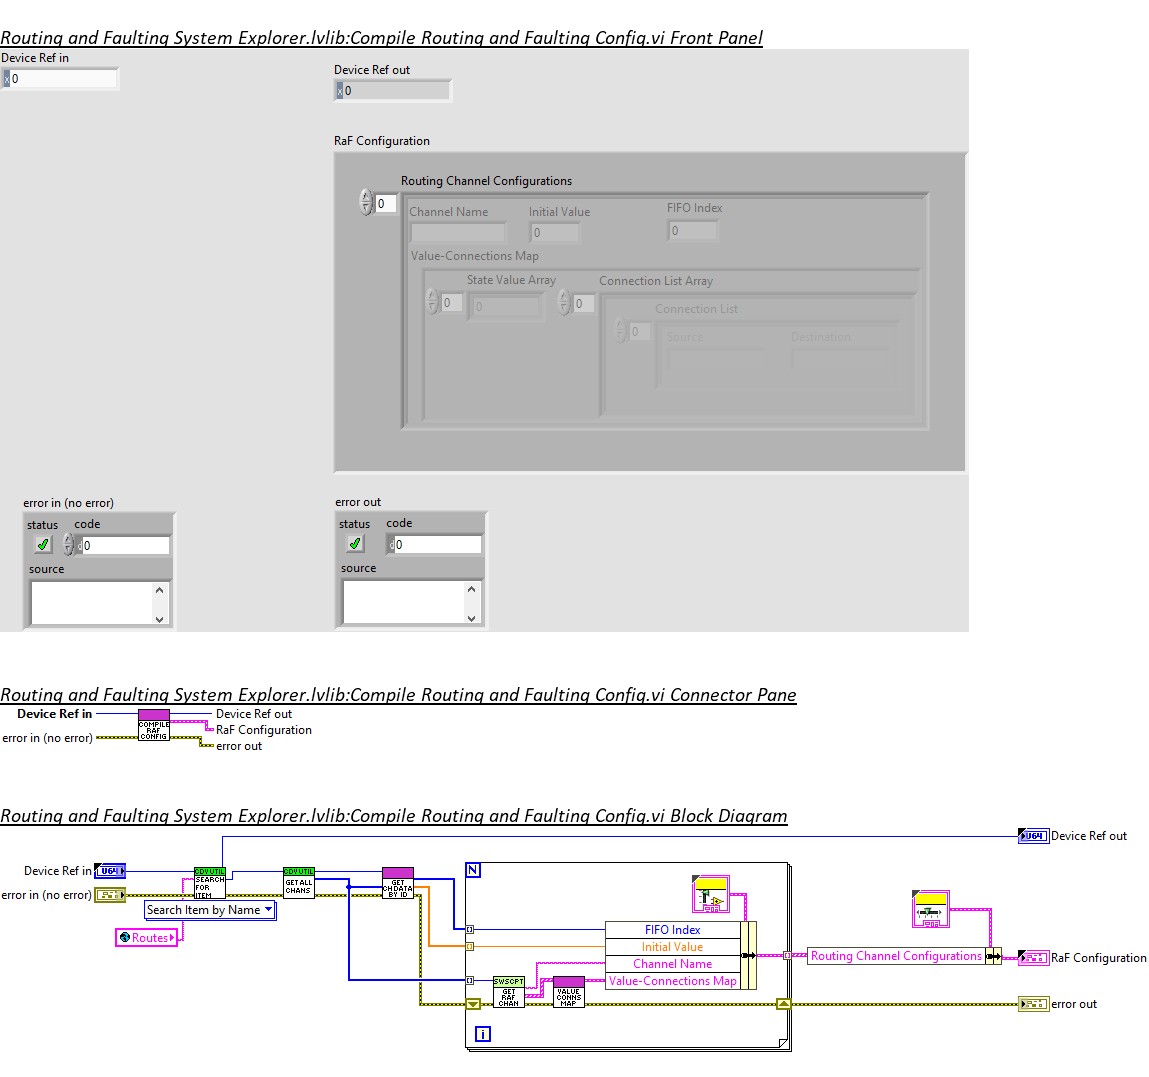 Routing and Faulting System Explorer.lvlib:Compile Routing and Faulting Config.vi Front Panel
Device Ref in
x 0
Device Ref out
x 0
RaF Configuration
Routing Channel Configurations
0
Channel Name
Initial Value
FIFO Index
0
0
Value-Connections Map
State Value Array
Connection List Array
0
0
0
Connection List
0
Source
Destination
error in (no error)
status
code
d 0
source
error out
status
code
d 0
source
Routing and Faulting System Explorer.lvlib:Compile Routing and Faulting Config.vi Connector Pane
Device Ref in
Device Ref out
COMPILE
RAF
CONFIG
RaF Configuration
error in (no error)
error out
Routing and Faulting System Explorer.lvlib:Compile Routing and Faulting Config.vi Block Diagram
U64
Device Ref out
Device Ref in
U64
error in (no error)
CDV UTIL
SEARCH
FOR
ITEM
CDV UTIL
GET ALL
CHANS
GET
CHDATA
BY ID
Search Item by Name
Routes
N
FIFO Index
Initial Value
Channel Name
Value-Connections Map
SWSCPT
GET
RAF
CHAN
VALUE
CONNS
MAP
i
Routing Channel Configurations
RaF Configuration
error out